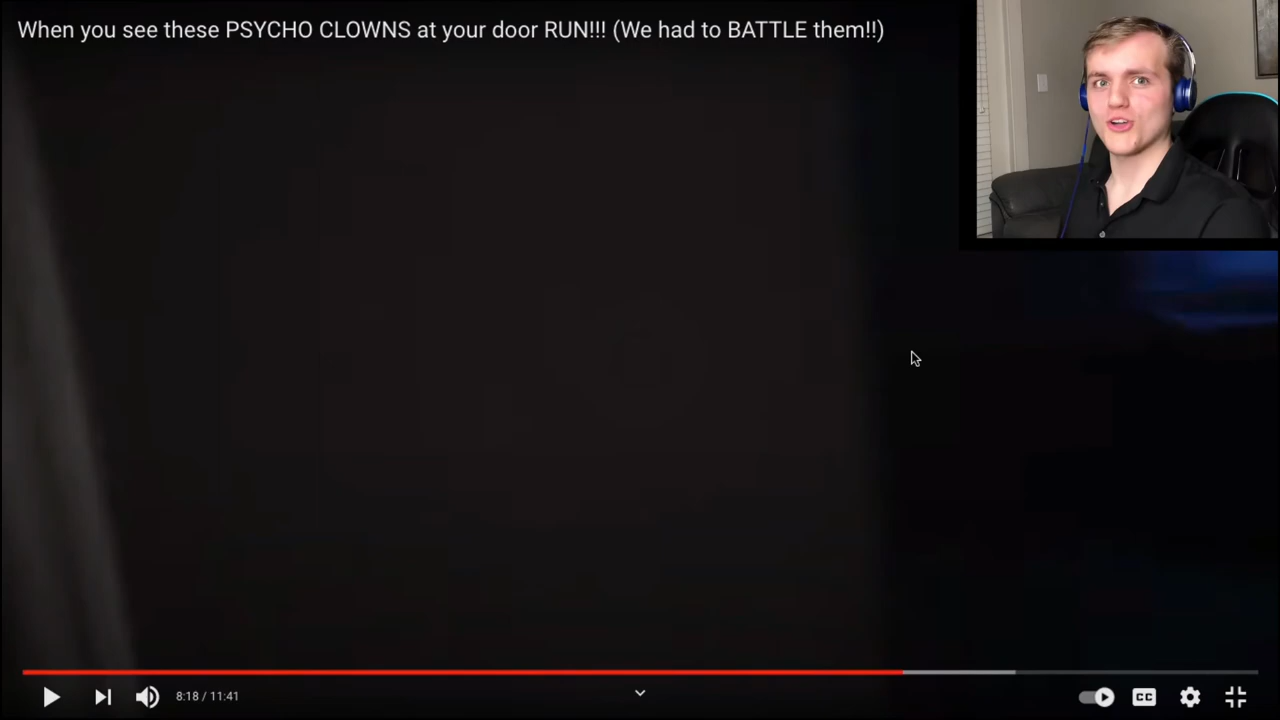 When you see these PSYCHO CLOWNS at your door RUN!!! (We had to BATTLE them!!)
8:18 / 11:41
CC